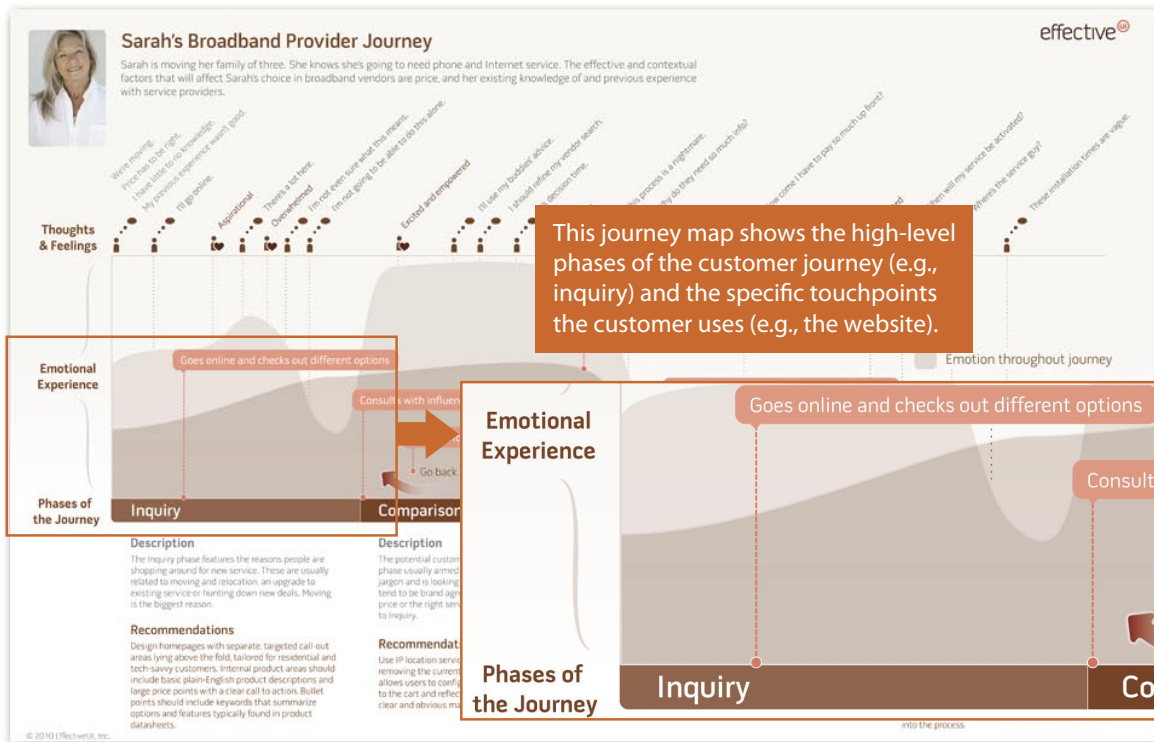 effective UI
Sarah's Broadband Provider Journey
Sarah is moving her family of three. She knows she's going to need phone and Internet service. The effective and contextual
factors that will affect Sarah's choice in broadband vendors are price, and her existing knowledge of and previous experience
with service providers.
We're moving.
Price has to be right.
I have little to no knowledge.
My previous experience wasn't good.
I'll go online.
Aspirational
There's a lot here.
Overwhelmed
I'm not even sure what this means.
I'm not going to be able to do this alone.
Excited and empowered
I'll use my buddies' advice.
I should refine my vendor search.
decision time.
his process is a nightmare.
hy do they need so much info?
ow come I have to pay so much up front?
hen will my service be activated?
Where's the service guy?
These installation times are vague.
Thoughts
& Feelings
This journey map shows the high-level
phases of the customer journey (e.g.,
inquiry) and the specific touchpoints
the customer uses (e.g., the website).
Emotion throughout journey
Emotional
Experience
Goes online and checks out different options
Consults with influen
Go back
Phases of
the Journey
Inquiry
Comparison
Emotional
Experience
Goes online and checks out different options
Consult
Phases of
the Journey
Inquiry
Co
Description
The Inquiry phase features the reasons people are
shopping around for new service. These are usually
related to moving and relocation, an upgrade to
existing service or hunting down new deals. Moving
is the biggest reason.
Recommendations
Design homepages with separate, targeted call-out
areas lying above the fold, tailored for residential and
tech-savvy customers. Internal product areas should
include basic plain-English product descriptions and
large price points with a clear call to action. Bullet
points should include keywords that summarize
options and features typically found in product
datasheets.
Description
The potential custom
phase usually armed
jargon and is looking
tend to be brand agn
price or the right serv
to Inquiry.
Recommendati
Use IP location servic
removing the current
allows users to config
to the cart and reflec
clear and obvious ma
into the process.
© 2010 EffectiveUI, Inc.